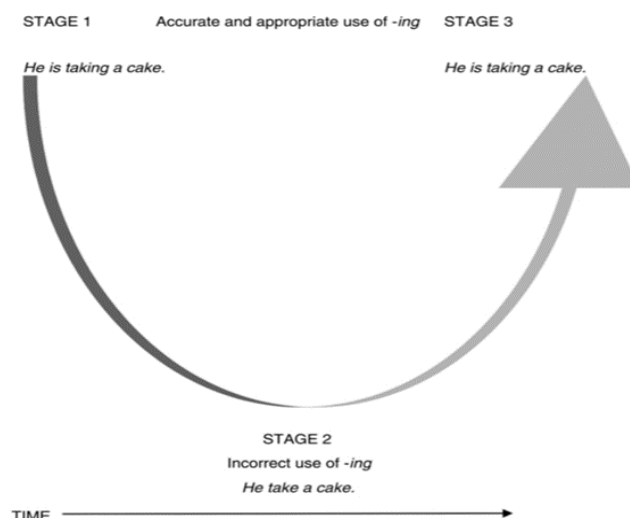 STAGE 1 Accurate and appropriate use of -ing STAGE 3
He is taking a cake. He is taking a cake.
STAGE 2
Incorrect use of -ing
He take a cake.
TIME